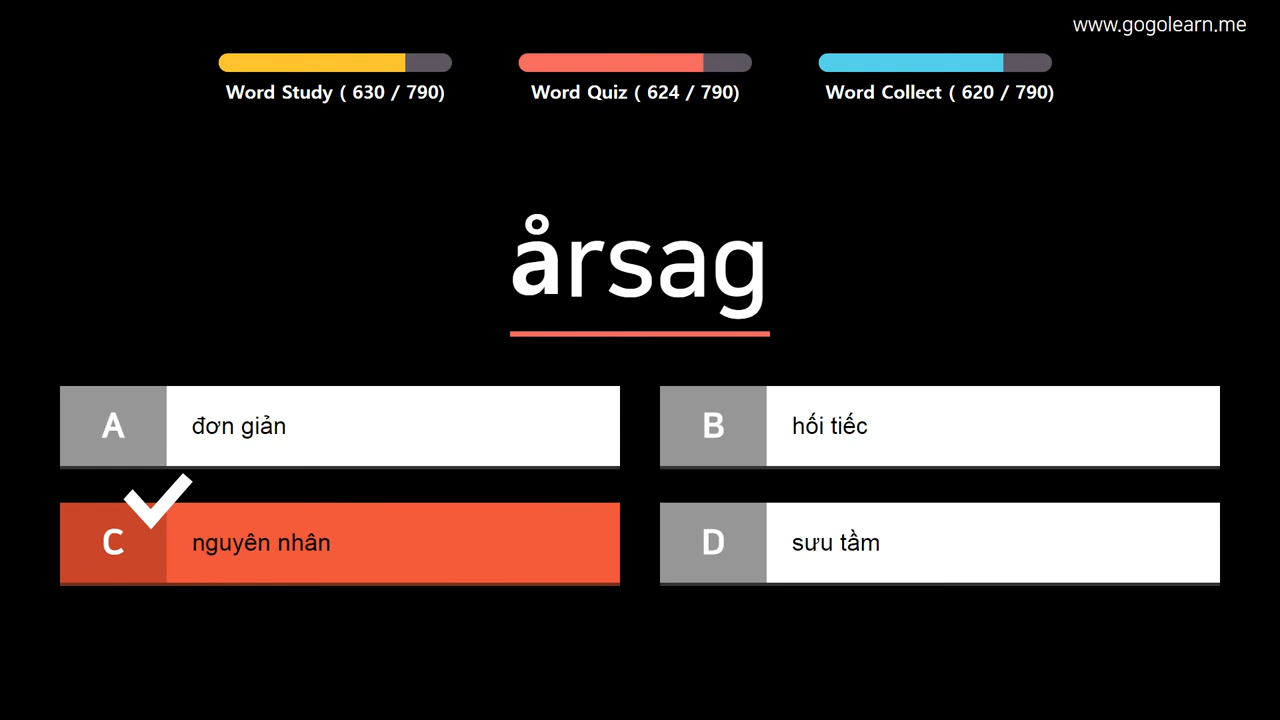 www.gogolearn.me
Word Study ( 630 / 790)
Word Quiz ( 624 / 790)
Word Collect ( 620 / 790)
årsag
A đơn giản
B hối tiếc
C nguyên nhân
D sưu tầm